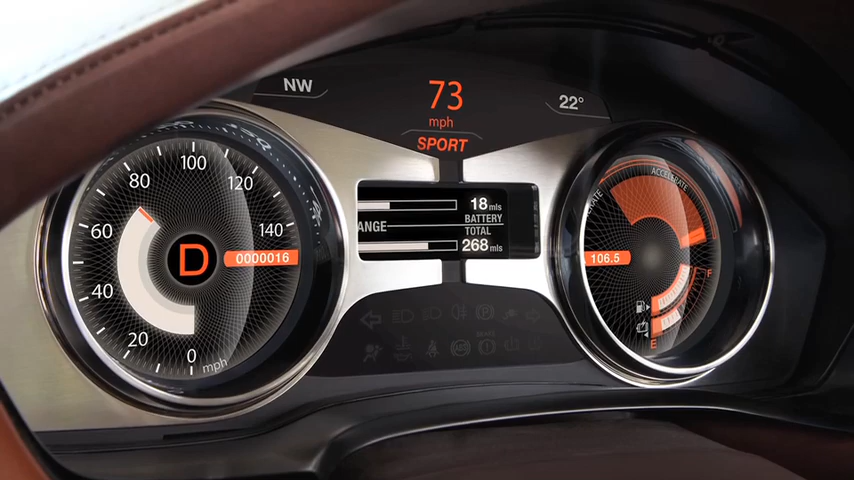 NW
73
mph
22°
SPORT
100
80
120
60
140
40
20
0
mph
D
0000016
18 mls
BATTERY
ANGE
TOTAL
268 mls
ACCELERATE
ERATE
106.5
F
E